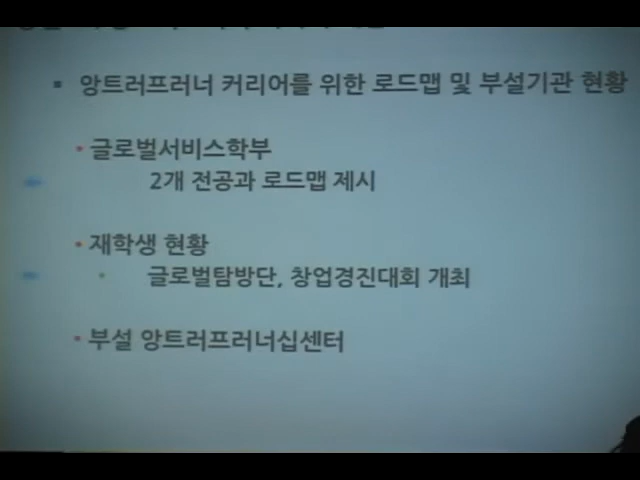 ▪ 앙트러프러너 커리어를 위한 로드맵 및 부설기관 현황
• 글로벌서비스학부
2개 전공과 로드맵 제시
• 재학생 현황
• 글로벌탐방단, 창업경진대회 개최
• 부설 앙트러프러너십센터